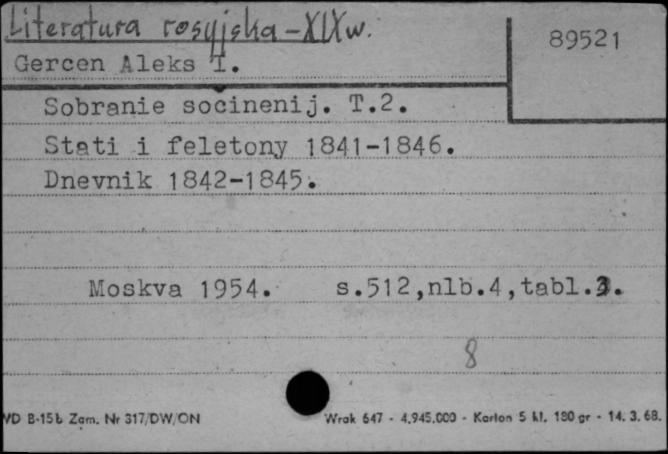 Literatura rosyjska - XIX w.
89521
Gercen Aleks I.
Sobranie socinenij. T.2.
Stati i feletony 1841-1846.
Dnevnik 1842-1845.
Moskva 1954. s.512,nlb.4,tabl.3.
8
VD B-15b Zam. Nr 317/DW/ON Wrak 647 - 4.945.000 - Karton 5 kl. 180 gr - 14. 3. 68.